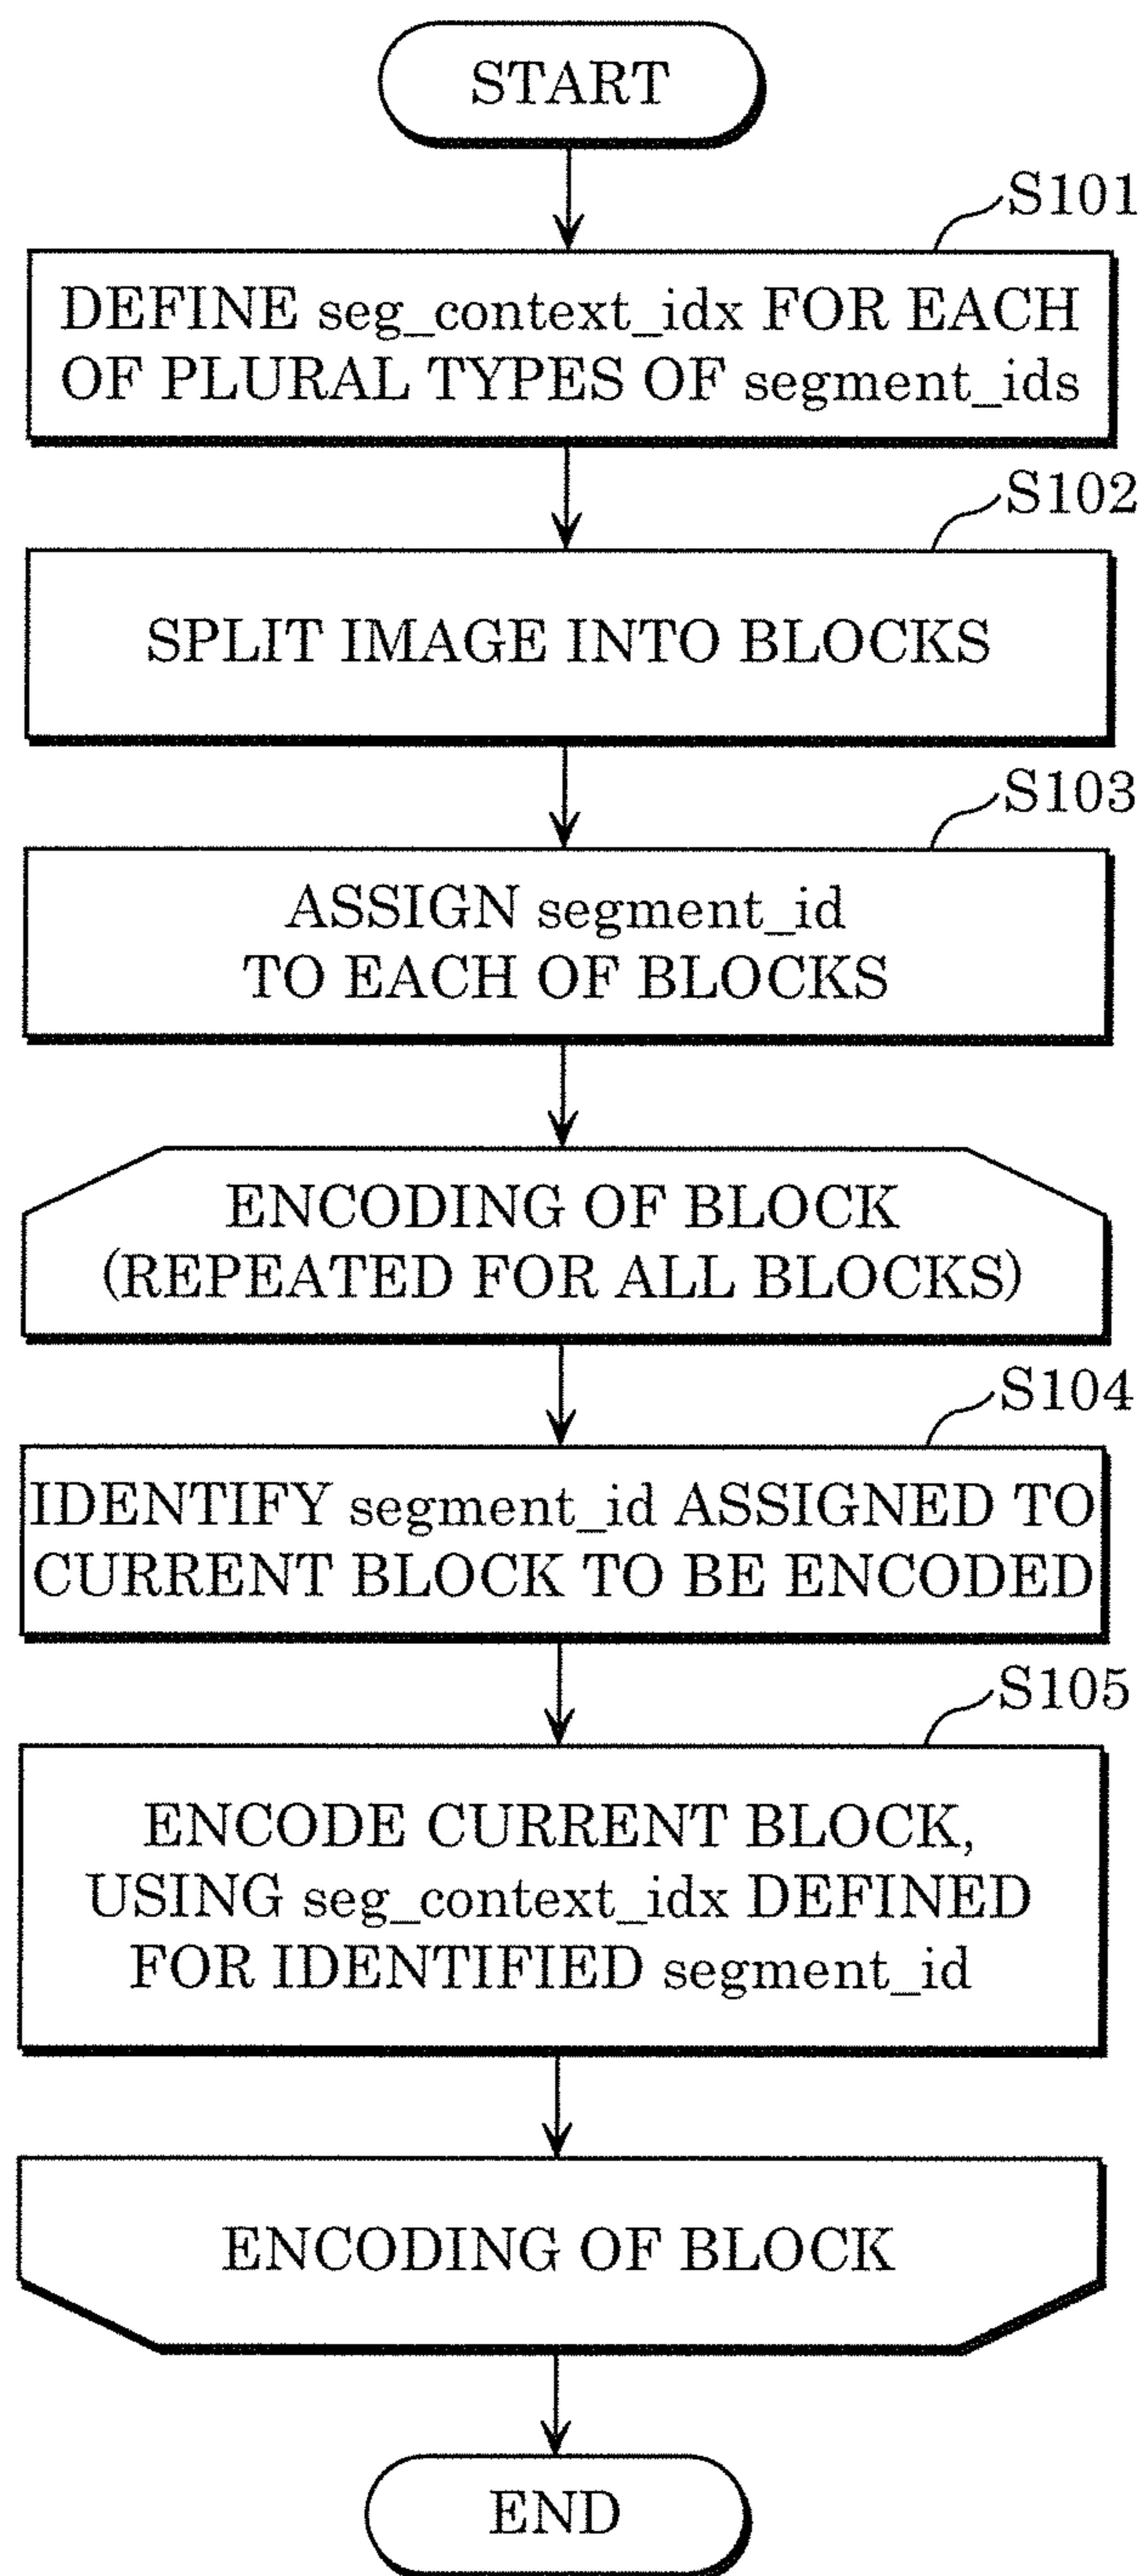 START
S101
DEFINE seg_context_idx FOR EACH
OF PLURAL TYPES OF segment_ids
S102
SPLIT IMAGE INTO BLOCKS
S103
ASSIGN segment_id
TO EACH OF BLOCKS
ENCODING OF BLOCK
(REPEATED FOR ALL BLOCKS)
S104
IDENTIFY segment_id ASSIGNED TO
CURRENT BLOCK TO BE ENCODED
S105
ENCODE CURRENT BLOCK,
USING seg_context_idx DEFINED
FOR IDENTIFIED segment_id
ENCODING OF BLOCK
END